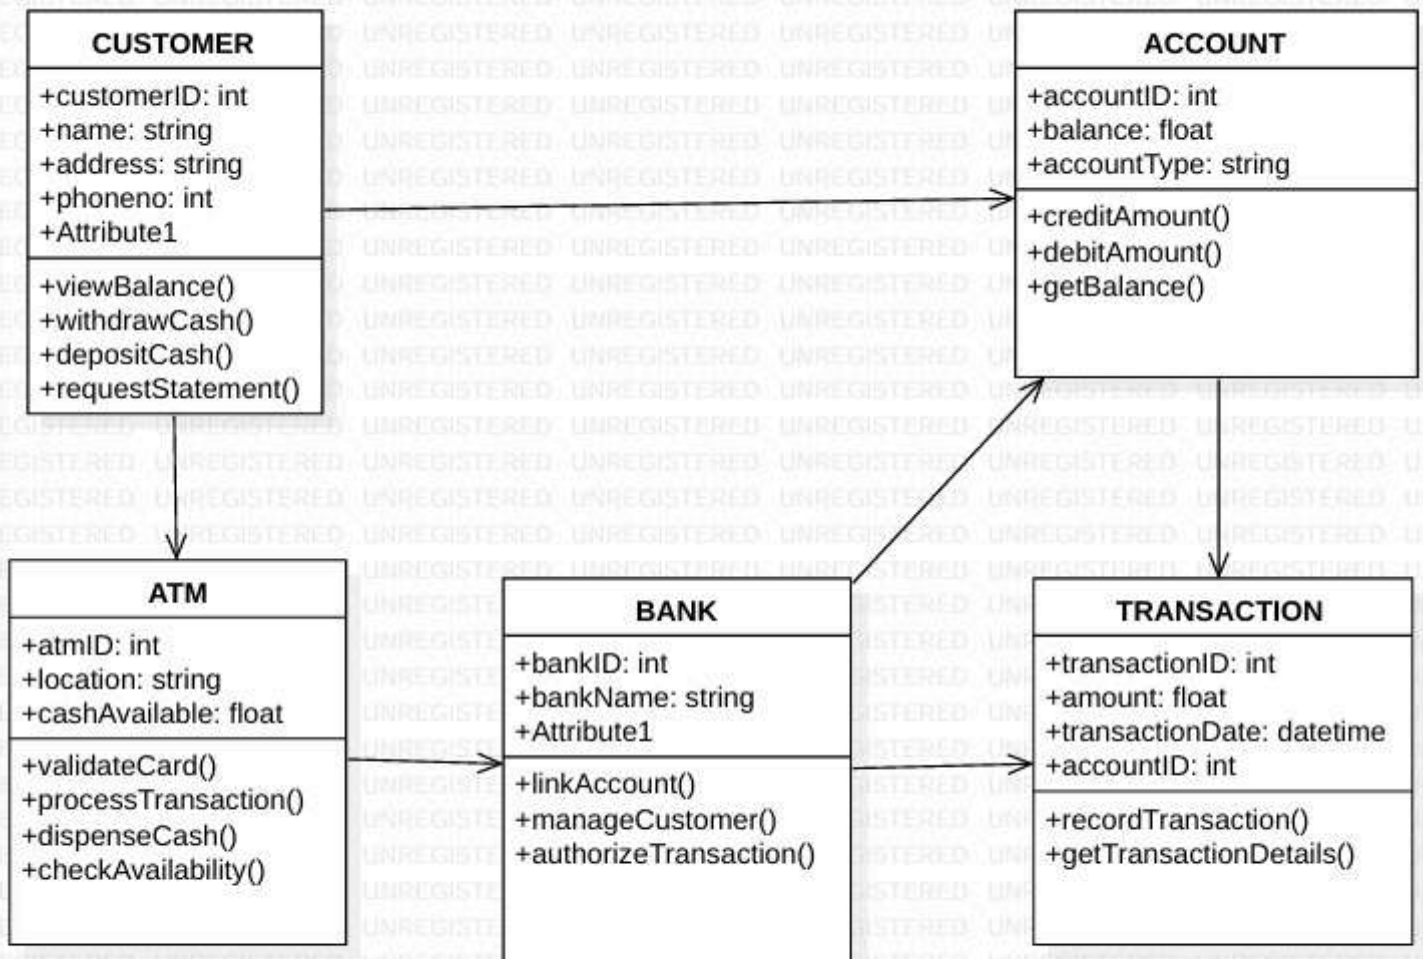 CUSTOMER
+customerID: int
+name: string
+address: string
+phoneno: int
+Attribute1
+viewBalance()
+withdrawCash()
+depositCash()
+requestStatement()
ACCOUNT
+accountID: int
+balance: float
+accountType: string
+creditAmount()
+debitAmount()
+getBalance()
ATM
+atmID: int
+location: string
+cashAvailable: float
+validateCard()
+processTransaction()
+dispenseCash()
+checkAvailability()
BANK
+bankID: int
+bankName: string
+Attribute1
+linkAccount()
+manageCustomer()
+authorizeTransaction()
TRANSACTION
+transactionID: int
+amount: float
+transactionDate: datetime
+accountID: int
+recordTransaction()
+getTransactionDetails()
UNREGISTERED